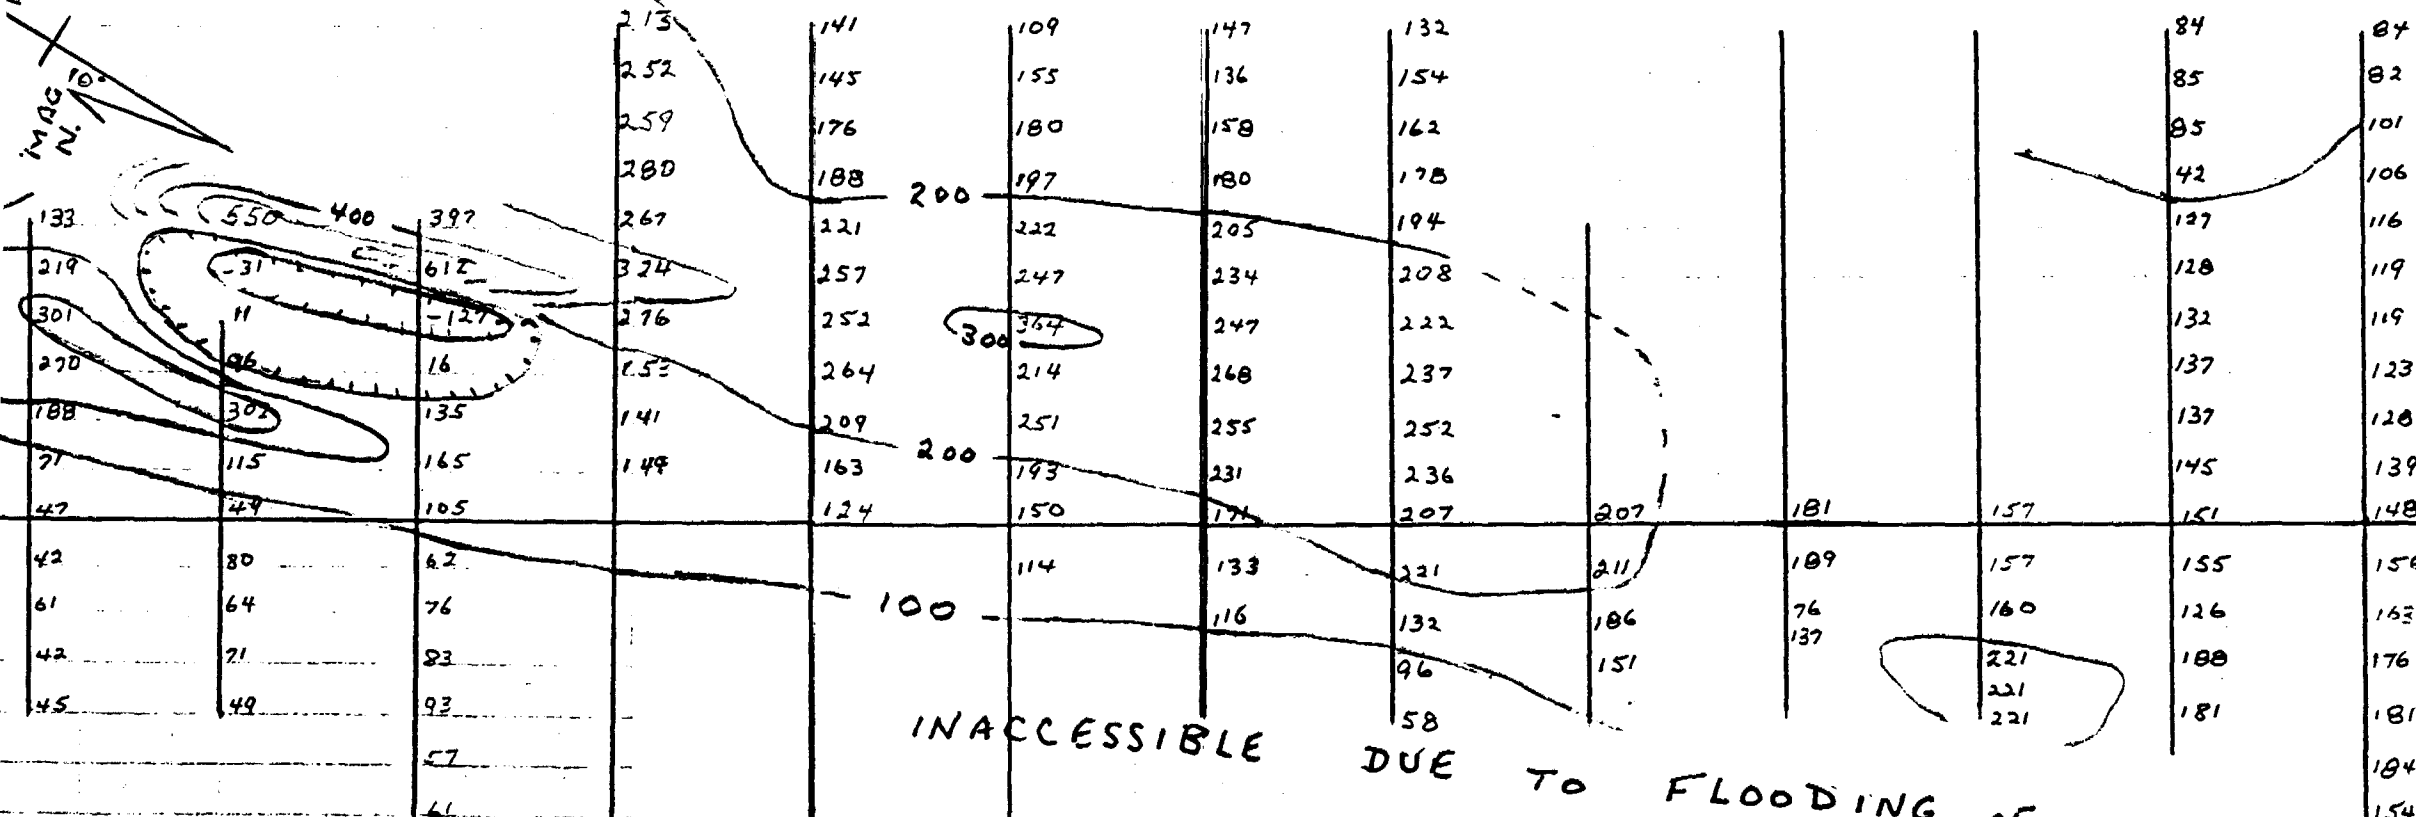 213 141 109 147 132 84 84
252 145 155 136 154 85 82
10°
MAG
N.
259 176 180 158 162 85 101
280 188 200 197 180 178 42 106
133 550 400 397 267 221 222 205 194 127 116
219 -31 612 324 257 247 234 208 128 119
301 11 -127 276 252 300 364 247 222 132 119
270 96 16 153 264 214 268 237 137 123
188 302 135 141 209 251 255 252 137 128
71 115 165 149 163 200 193 231 236 145 139
47 49 105 124 150 171 207 207 181 157 151 148
42 80 62 114 133 221 211 189 157 155
61 64 76 100 116 132 186 76 160 126 163
137
42 71 83 96 151 221 188 176
221
45 49 93 58 221 181 181
INACCESSIBLE DUE TO FLOODING
57 184
61 154